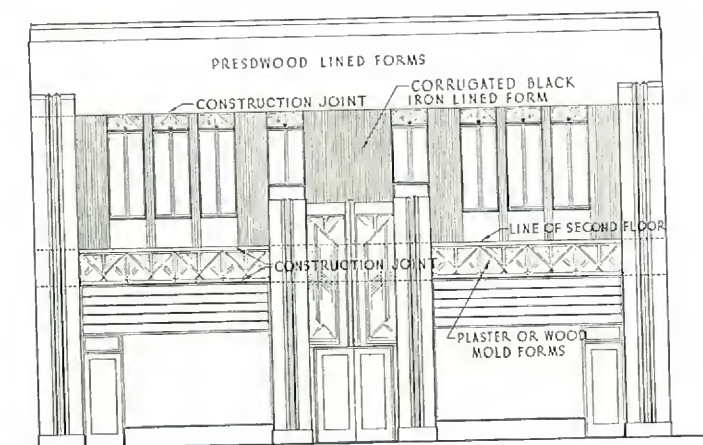 PRESDWOOD LINED FORMS
CONSTRUCTION JOINT
CORRUGATED BLACK
IRON LINED FORM
LINE OF SECOND FLOOR
CONSTRUCTION JOINT
PLASTER OR WOOD
MOLD FORMS